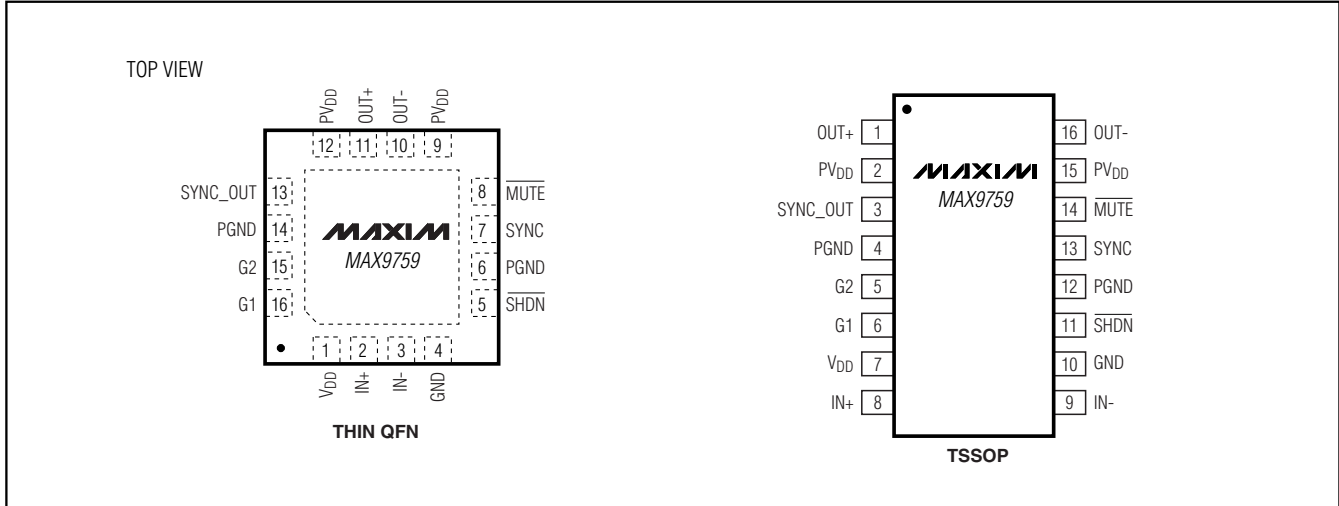 TOP VIEW
PVDD
OUT+
OUT-
PVDD
12 11 10 9
SYNC_OUT 13
PGND 14
G2 15
G1 16
MAXIM
MAX9759
8 MUTE
7 SYNC
6 PGND
5 SHDN
1 2 3 4
VDD
IN+
IN-
GND
THIN QFN
OUT+ 1
PVDD 2
SYNC_OUT 3
PGND 4
G2 5
G1 6
VDD 7
IN+ 8
MAXIM
MAX9759
16 OUT-
15 PVDD
14 MUTE
13 SYNC
12 PGND
11 SHDN
10 GND
9 IN-
TSSOP